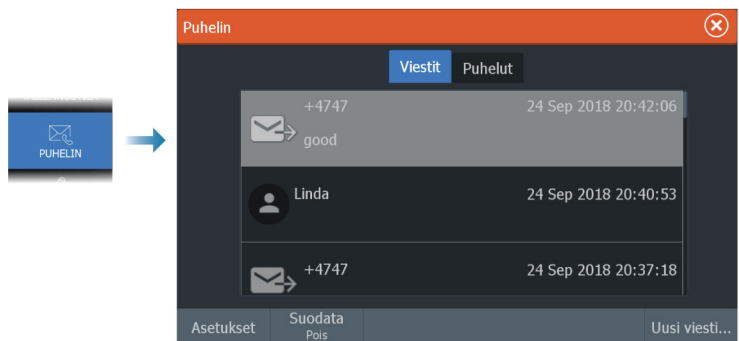 PUHELIN
Puhelin
Viestit Puhelut
+4747 24 Sep 2018 20:42:06
good
Linda 24 Sep 2018 20:40:53
+4747 24 Sep 2018 20:37:18
Asetukset Suodata Uusi viesti...
Pois